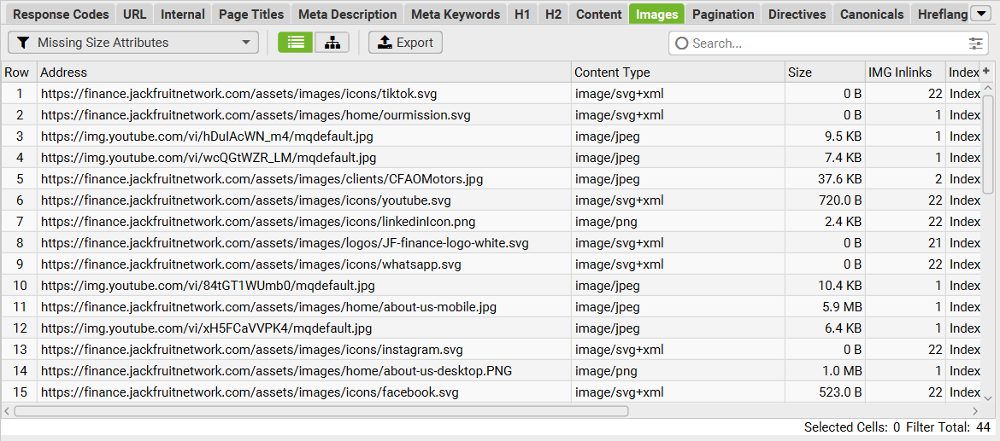 Response Codes URL Internal Page Titles Meta Description Meta Keywords H1 H2 Content Images Pagination Directives Canonicals Hreflang
Missing Size Attributes Export Search...
Row Address Content Type Size IMG Inlinks Index
1 https://finance.jackfruitnetwork.com/assets/images/icons/tiktok.svg image/svg+xml 0 B 22 Index
2 https://finance.jackfruitnetwork.com/assets/images/home/ourmission.svg image/svg+xml 0 B 1 Index
3 https://img.youtube.com/vi/hDuIAcWN_m4/mqdefault.jpg image/jpeg 9.5 KB 1 Index
4 https://img.youtube.com/vi/wcQGtWZR_LM/mqdefault.jpg image/jpeg 7.4 KB 1 Index
5 https://finance.jackfruitnetwork.com/assets/images/clients/CFAOMotors.jpg image/jpeg 37.6 KB 2 Index
6 https://finance.jackfruitnetwork.com/assets/images/icons/youtube.svg image/svg+xml 720.0 B 22 Index
7 https://finance.jackfruitnetwork.com/assets/images/icons/linkedinIcon.png image/png 2.4 KB 22 Index
8 https://finance.jackfruitnetwork.com/assets/images/logos/JF-finance-logo-white.svg image/svg+xml 0 B 21 Index
9 https://finance.jackfruitnetwork.com/assets/images/icons/whatsapp.svg image/svg+xml 0 B 22 Index
10 https://img.youtube.com/vi/84tGT1WUmb0/mqdefault.jpg image/jpeg 10.4 KB 1 Index
11 https://finance.jackfruitnetwork.com/assets/images/home/about-us-mobile.jpg image/jpeg 5.9 MB 1 Index
12 https://img.youtube.com/vi/xH5FCaVVPK4/mqdefault.jpg image/jpeg 6.4 KB 1 Index
13 https://finance.jackfruitnetwork.com/assets/images/icons/instagram.svg image/svg+xml 0 B 22 Index
14 https://finance.jackfruitnetwork.com/assets/images/home/about-us-desktop.PNG image/png 1.0 MB 1 Index
15 https://finance.jackfruitnetwork.com/assets/images/icons/facebook.svg image/svg+xml 523.0 B 22 Index
Selected Cells: 0 Filter Total: 44